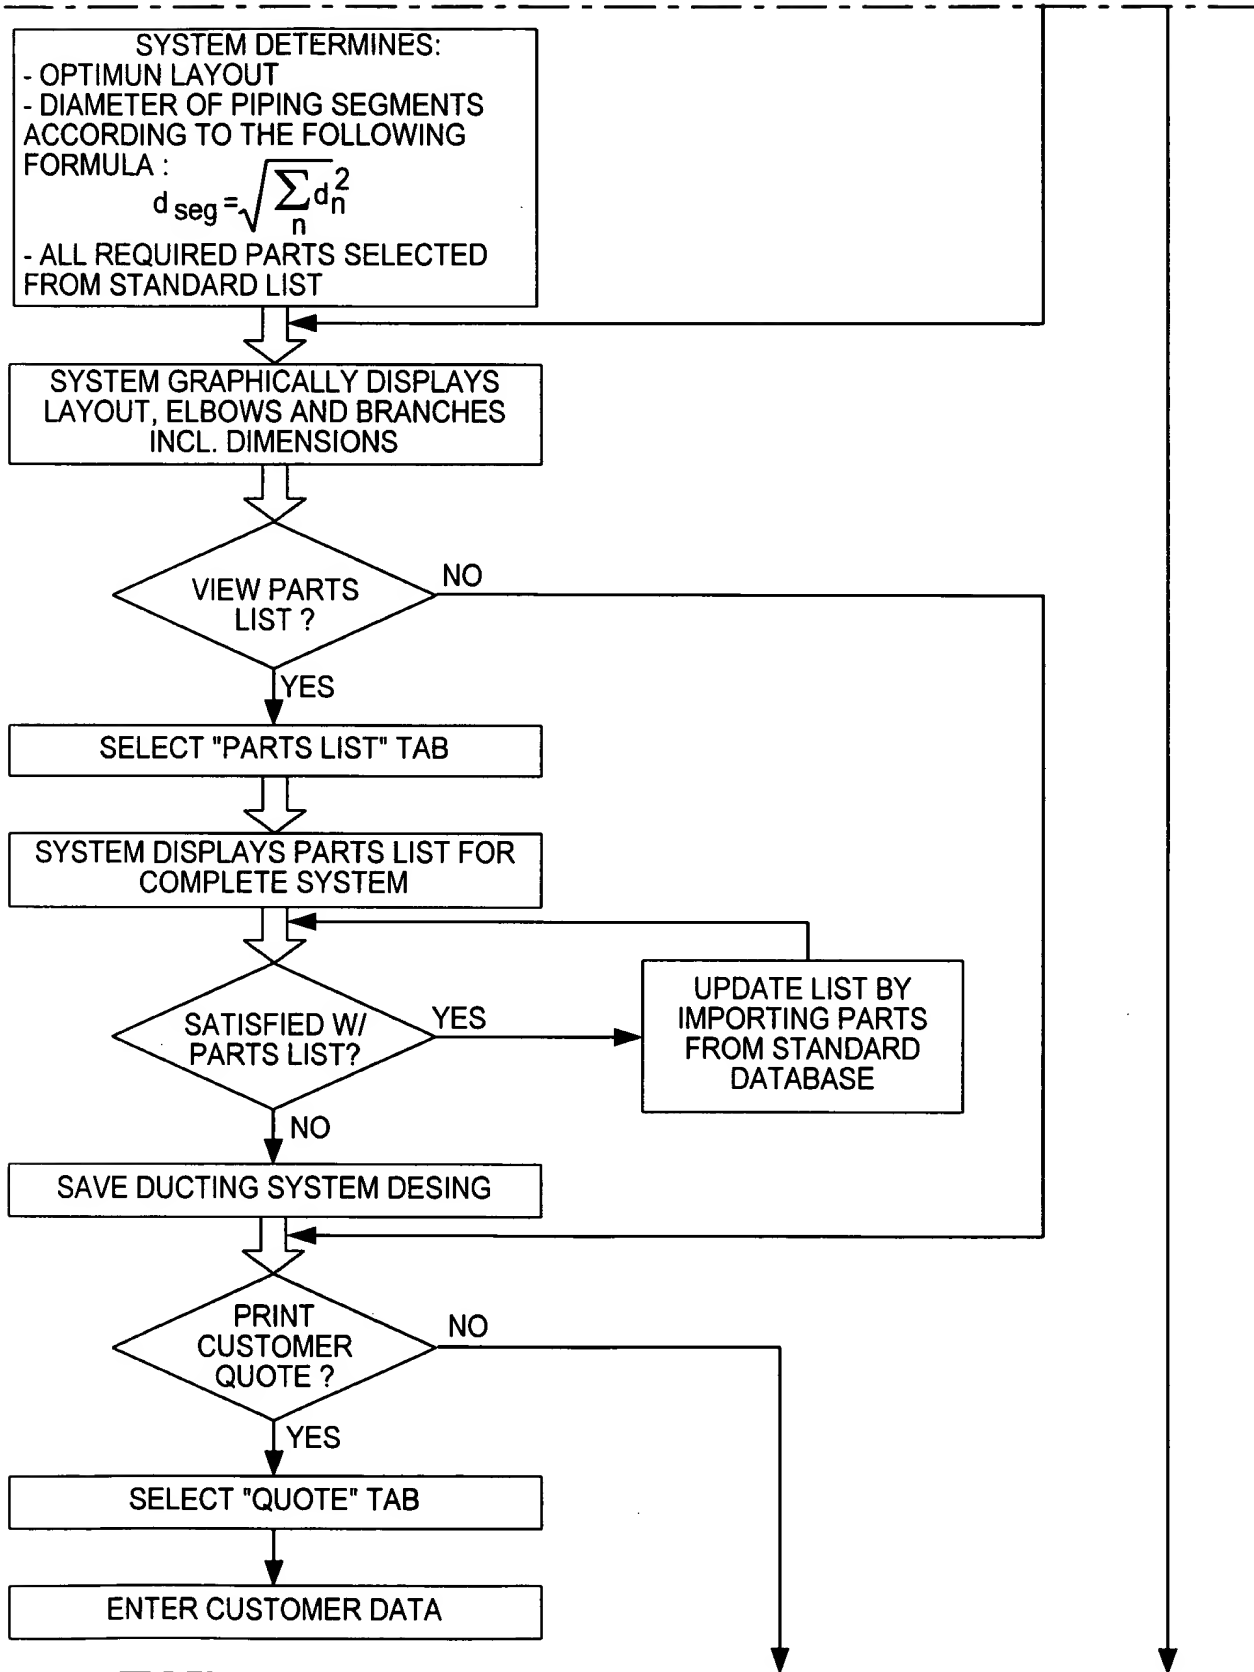 SYSTEM DETERMINES:
- OPTIMUN LAYOUT
- DIAMETER OF PIPING SEGMENTS
ACCORDING TO THE FOLLOWING
FORMULA :
d seg = √ ∑ n d n 2
- ALL REQUIRED PARTS SELECTED
FROM STANDARD LIST
SYSTEM GRAPHICALLY DISPLAYS
LAYOUT, ELBOWS AND BRANCHES
INCL. DIMENSIONS
VIEW PARTS
LIST ?
NO
YES
SELECT "PARTS LIST" TAB
SYSTEM DISPLAYS PARTS LIST FOR
COMPLETE SYSTEM
SATISFIED W/
PARTS LIST?
YES
UPDATE LIST BY
IMPORTING PARTS
FROM STANDARD
DATABASE
NO
SAVE DUCTING SYSTEM DESING
PRINT
CUSTOMER
QUOTE ?
NO
YES
SELECT "QUOTE" TAB
ENTER CUSTOMER DATA